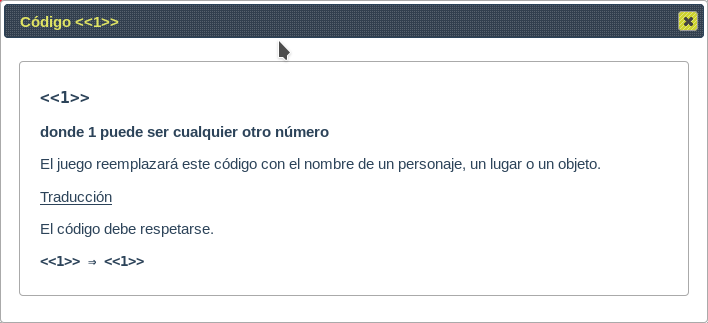 Código <<1>>
<<1>>
donde 1 puede ser cualquier otro número
El juego reemplazará este código con el nombre de un personaje, un lugar o un objeto.
Traducción
El código debe respetarse.
<<1>> ⇒ <<1>>